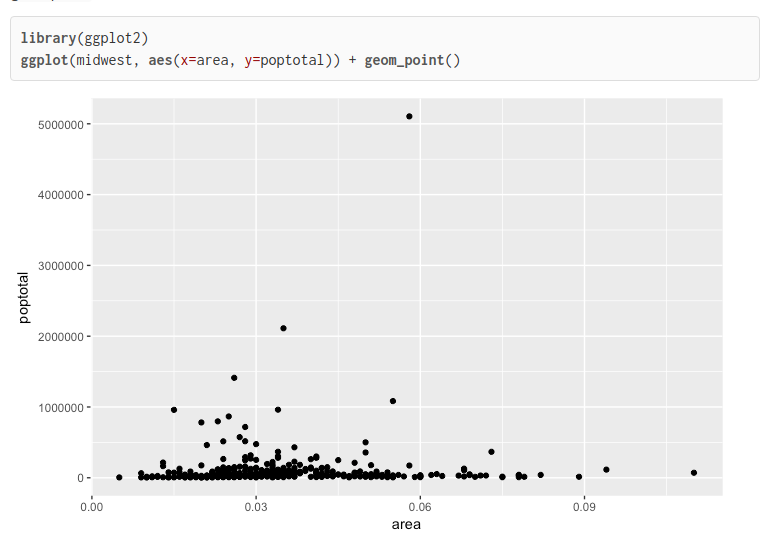 library(ggplot2)
ggplot(midwest, aes(x=area, y=poptotal)) + geom_point()
5000000
4000000
3000000
2000000
1000000
0
poptotal
0.00 0.03 0.06 0.09
area